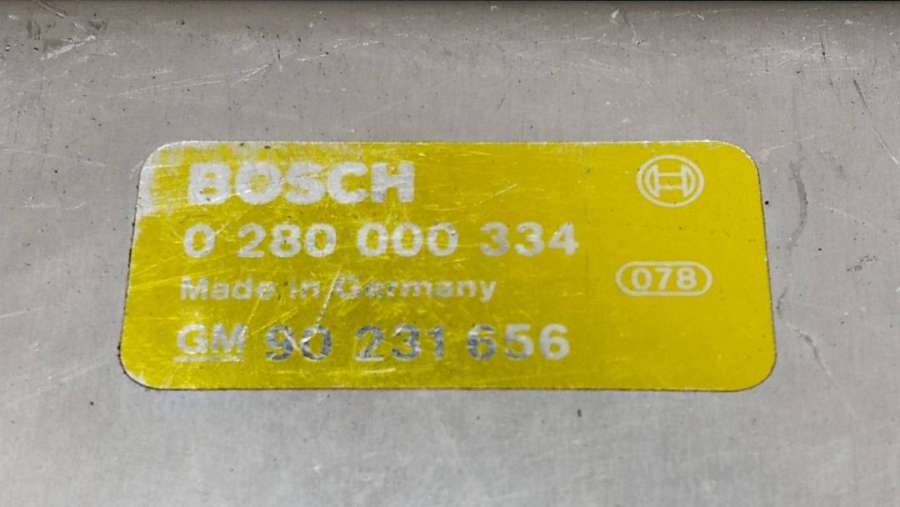 BOSCH
0 280 000 334
Made in Germany
078
GM 90 231 656